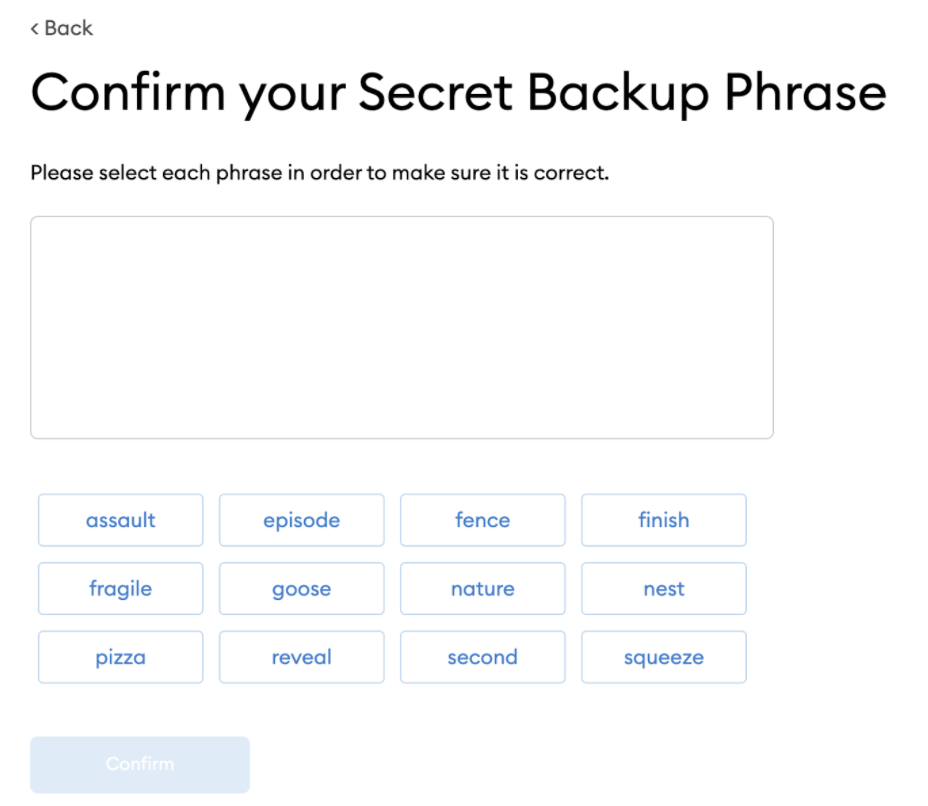 < Back
Confirm your Secret Backup Phrase
Please select each phrase in order to make sure it is correct.
assault episode fence finish
fragile goose nature nest
pizza reveal second squeeze
Confirm